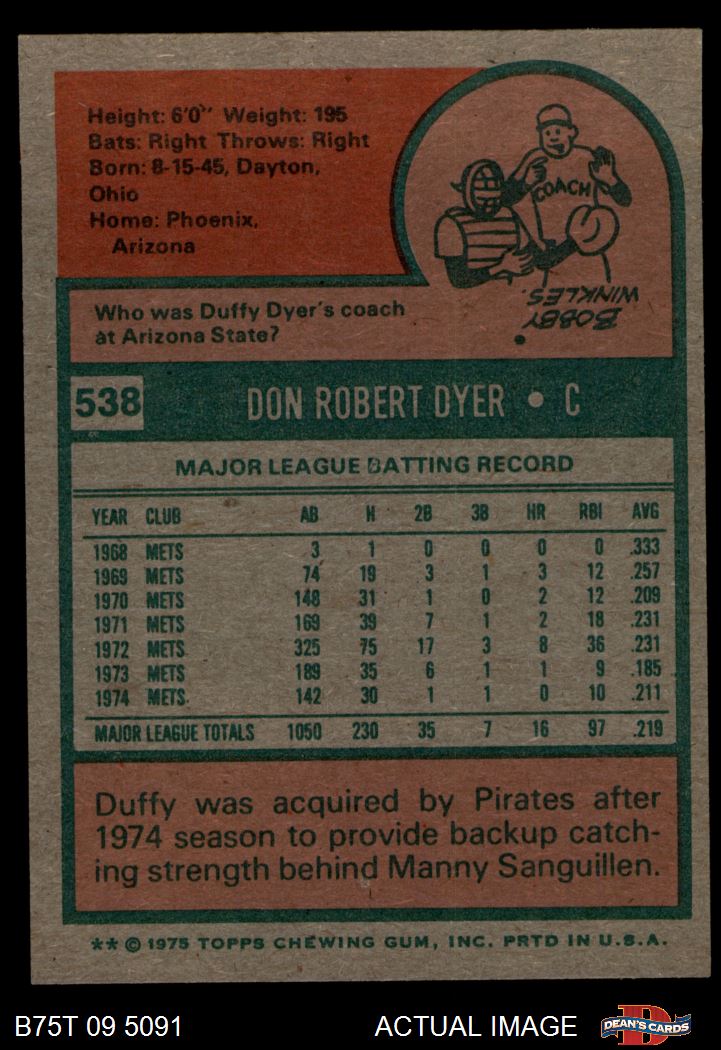 Height: 6'0" Weight: 195
Bats: Right Throws: Right
Born: 8-15-45, Dayton,
Ohio
Home: Phoenix,
Arizona
COACH
Who was Duffy Dyer's coach
at Arizona State?
BOBBY
WINKLES.
538 DON ROBERT DYER • C
MAJOR LEAGUE BATTING RECORD
YEAR CLUB AB H 2B 3B HR RBI AVG
1968 METS 3 1 0 0 0 0 .333
1969 METS 74 19 3 1 3 12 .257
1970 METS 148 31 1 0 2 12 .209
1971 METS 169 39 7 1 2 18 .231
1972 METS 325 75 17 3 8 36 .231
1973 METS 189 35 6 1 1 9 .185
1974 METS 142 30 1 1 0 10 .211
MAJOR LEAGUE TOTALS 1050 230 35 7 16 97 .219
Duffy was acquired by Pirates after
1974 season to provide backup catch-
ing strength behind Manny Sanguillen.
** © 1975 TOPPS CHEWING GUM, INC. PRTD IN U.S.A.
B75T 09 5091 ACTUAL IMAGE DEAN'S CARDS